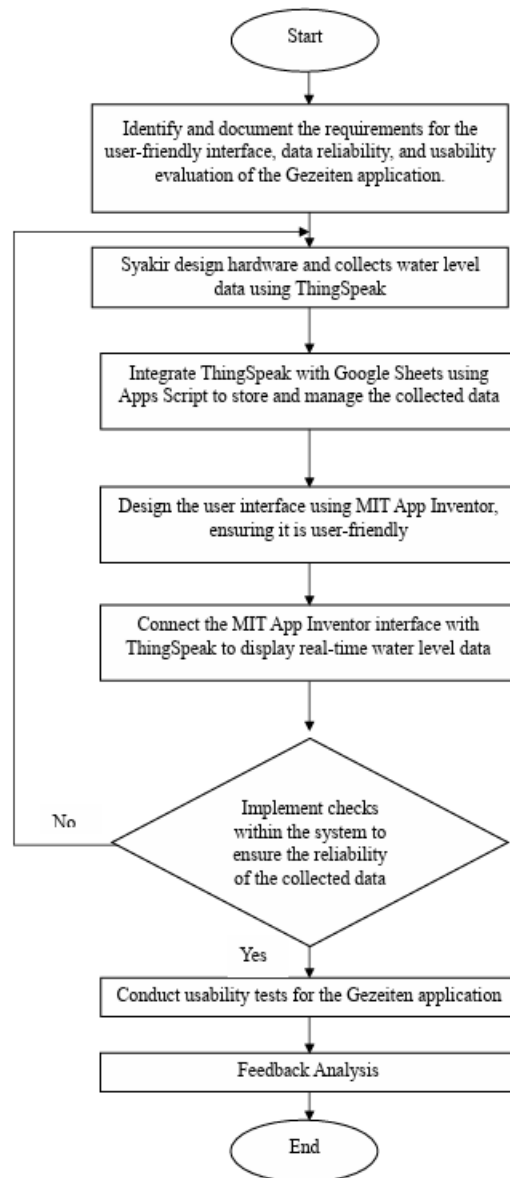 Start
Identify and document the requirements for the
user-friendly interface, data reliability, and usability
evaluation of the Gezeiten application.
Syakir design hardware and collects water level
data using ThingSpeak
Integrate ThingSpeak with Google Sheets using
Apps Script to store and manage the collected data
Design the user interface using MIT App Inventor,
ensuring it is user-friendly
Connect the MIT App Inventor interface with
ThingSpeak to display real-time water level data
Implement checks
within the system to
ensure the reliability
of the collected data
No
Yes
Conduct usability tests for the Gezeiten application
Feedback Analysis
End